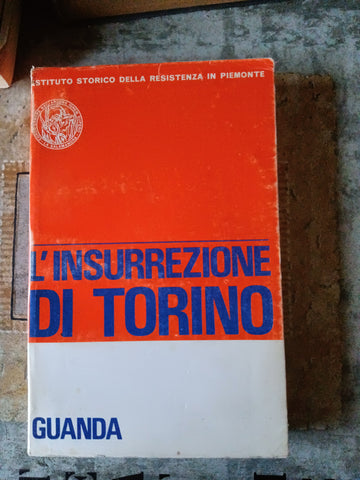 ISTITUTO STORICO DELLA RESISTENZA IN PIEMONTE
L'INSURREZIONE
DI TORINO
GUANDA